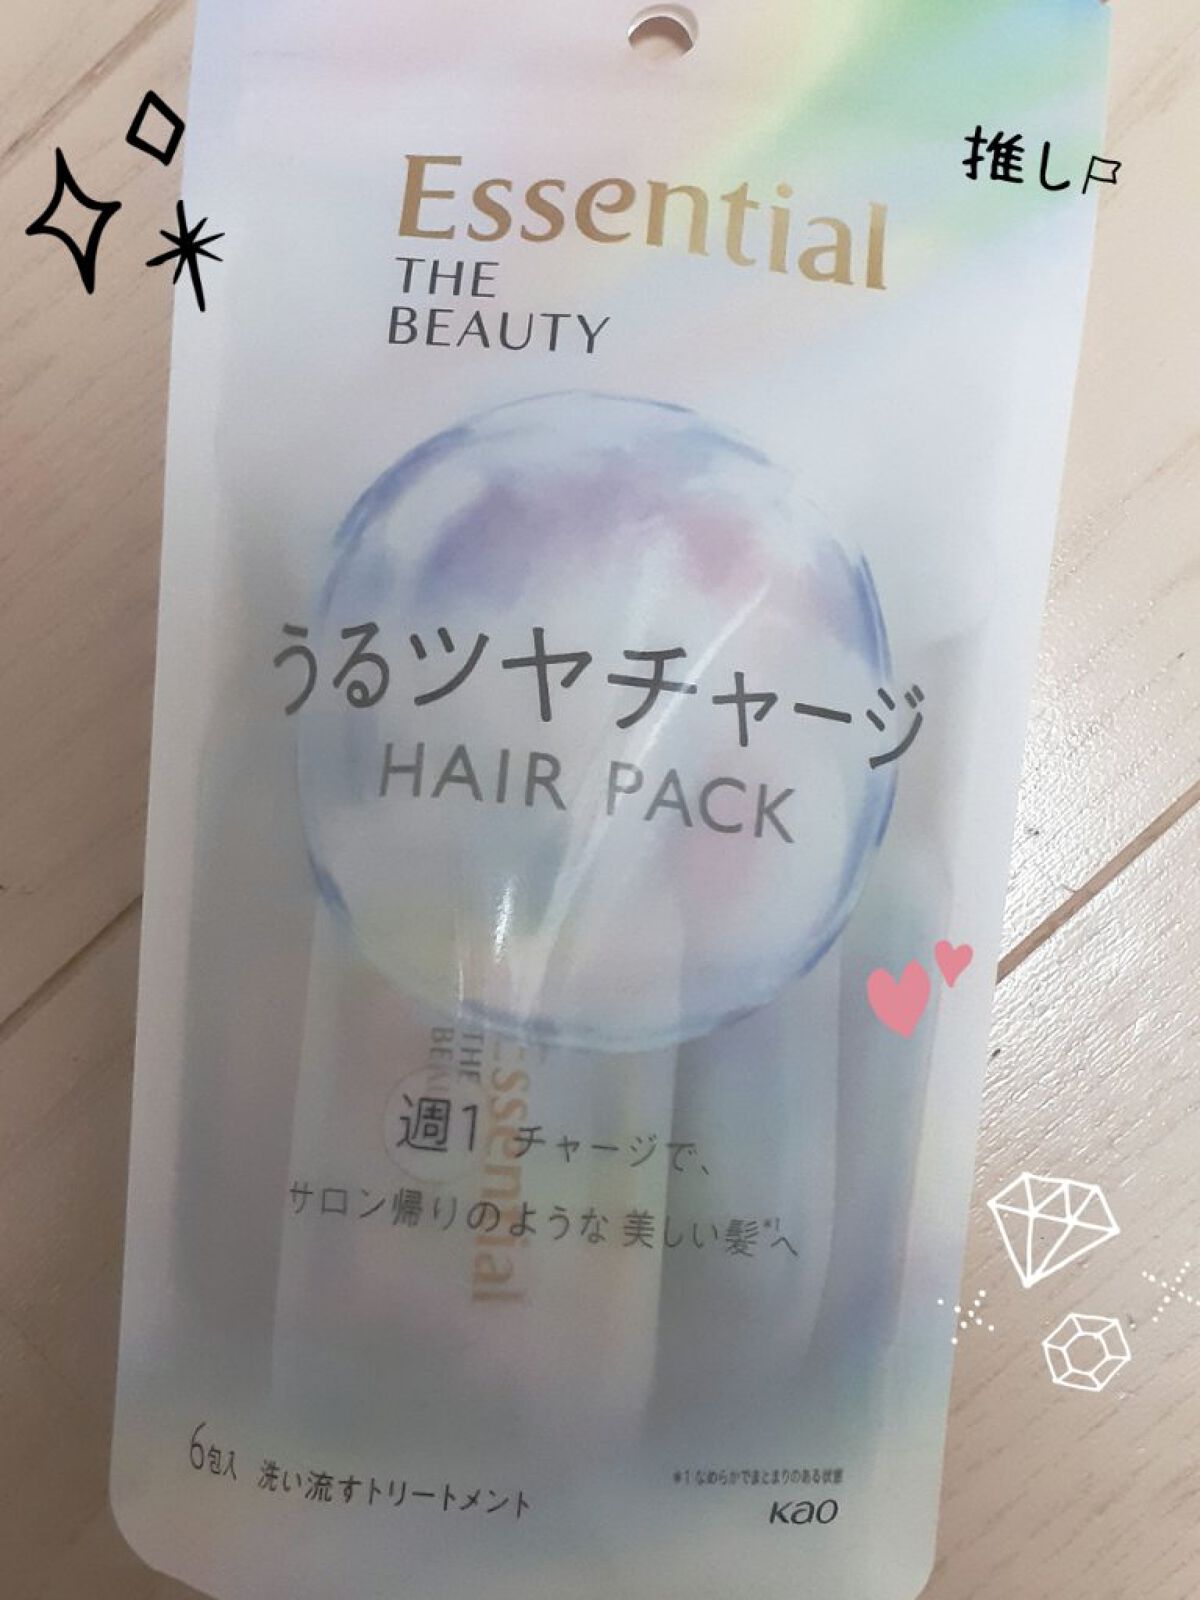 推し
Essential
THE
BEAUTY
うるツヤチャージ
HAIR PACK
Essential
THE
週1 チャージで、
サロン帰りのような 美しい髪*1へ
6包入 洗い流すトリートメント
*1 なめらかでまとまりのある状態
Kao